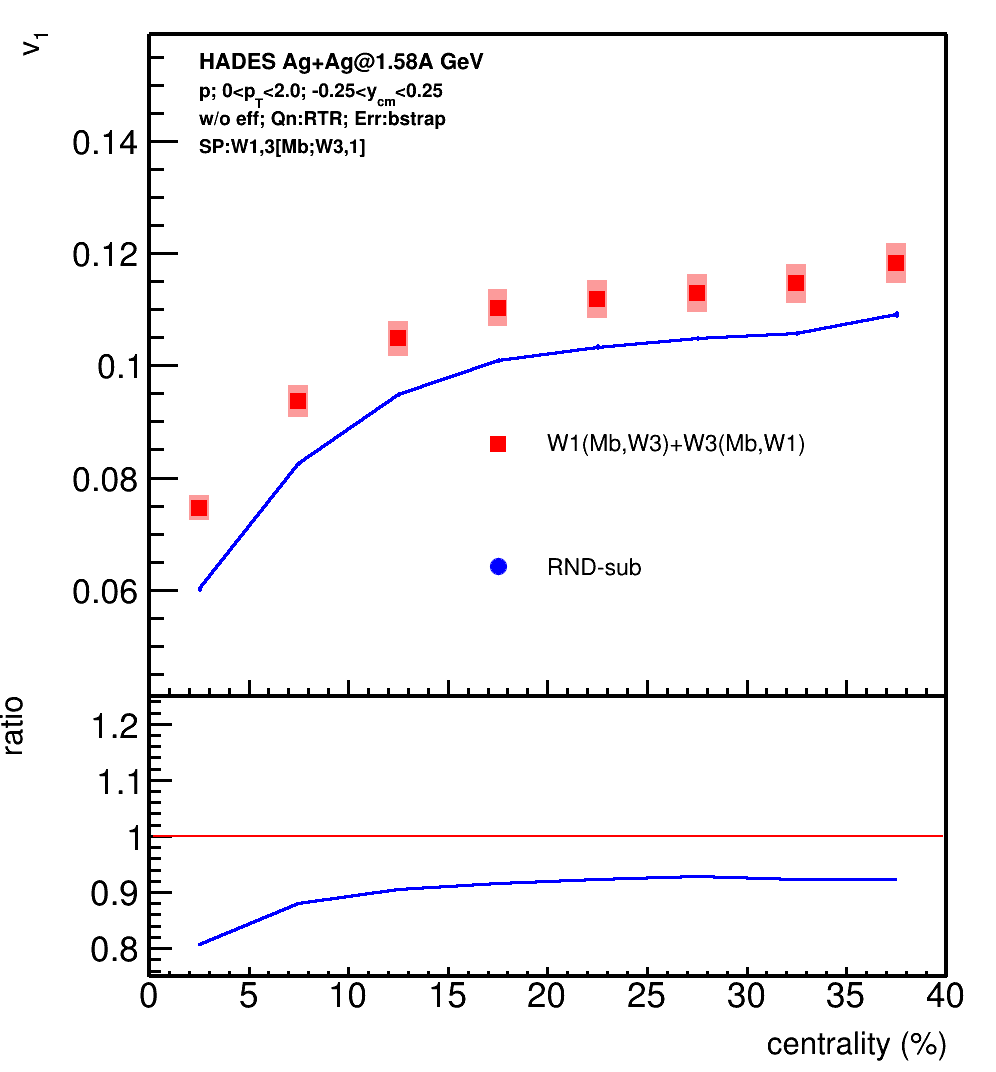 v1
HADES Ag+Ag@1.58A GeV
p; 0<pT<2.0; -0.25<ycm<0.25
w/o eff; Qn:RTR; Err:bstrap
SP:W1,3[Mb;W3,1]
0.14
0.12
0.1
0.08
0.06
W1(Mb,W3)+W3(Mb,W1)
RND-sub
ratio
1.2
1.1
1
0.9
0.8
0 5 10 15 20 25 30 35 40
centrality (%)